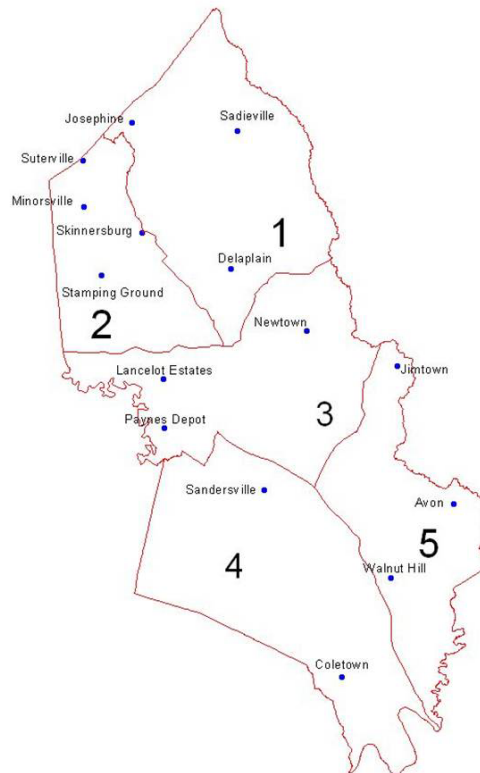 Josephine
Sadieville
Suterville
Minorsville
Skinnersburg
1
Delaplain
Stamping Ground
2
Newtown
Lancelot Estates
Jimtown
3
Paynes Depot
Sandersville
Avon
5
4
Walnut Hill
Coletown